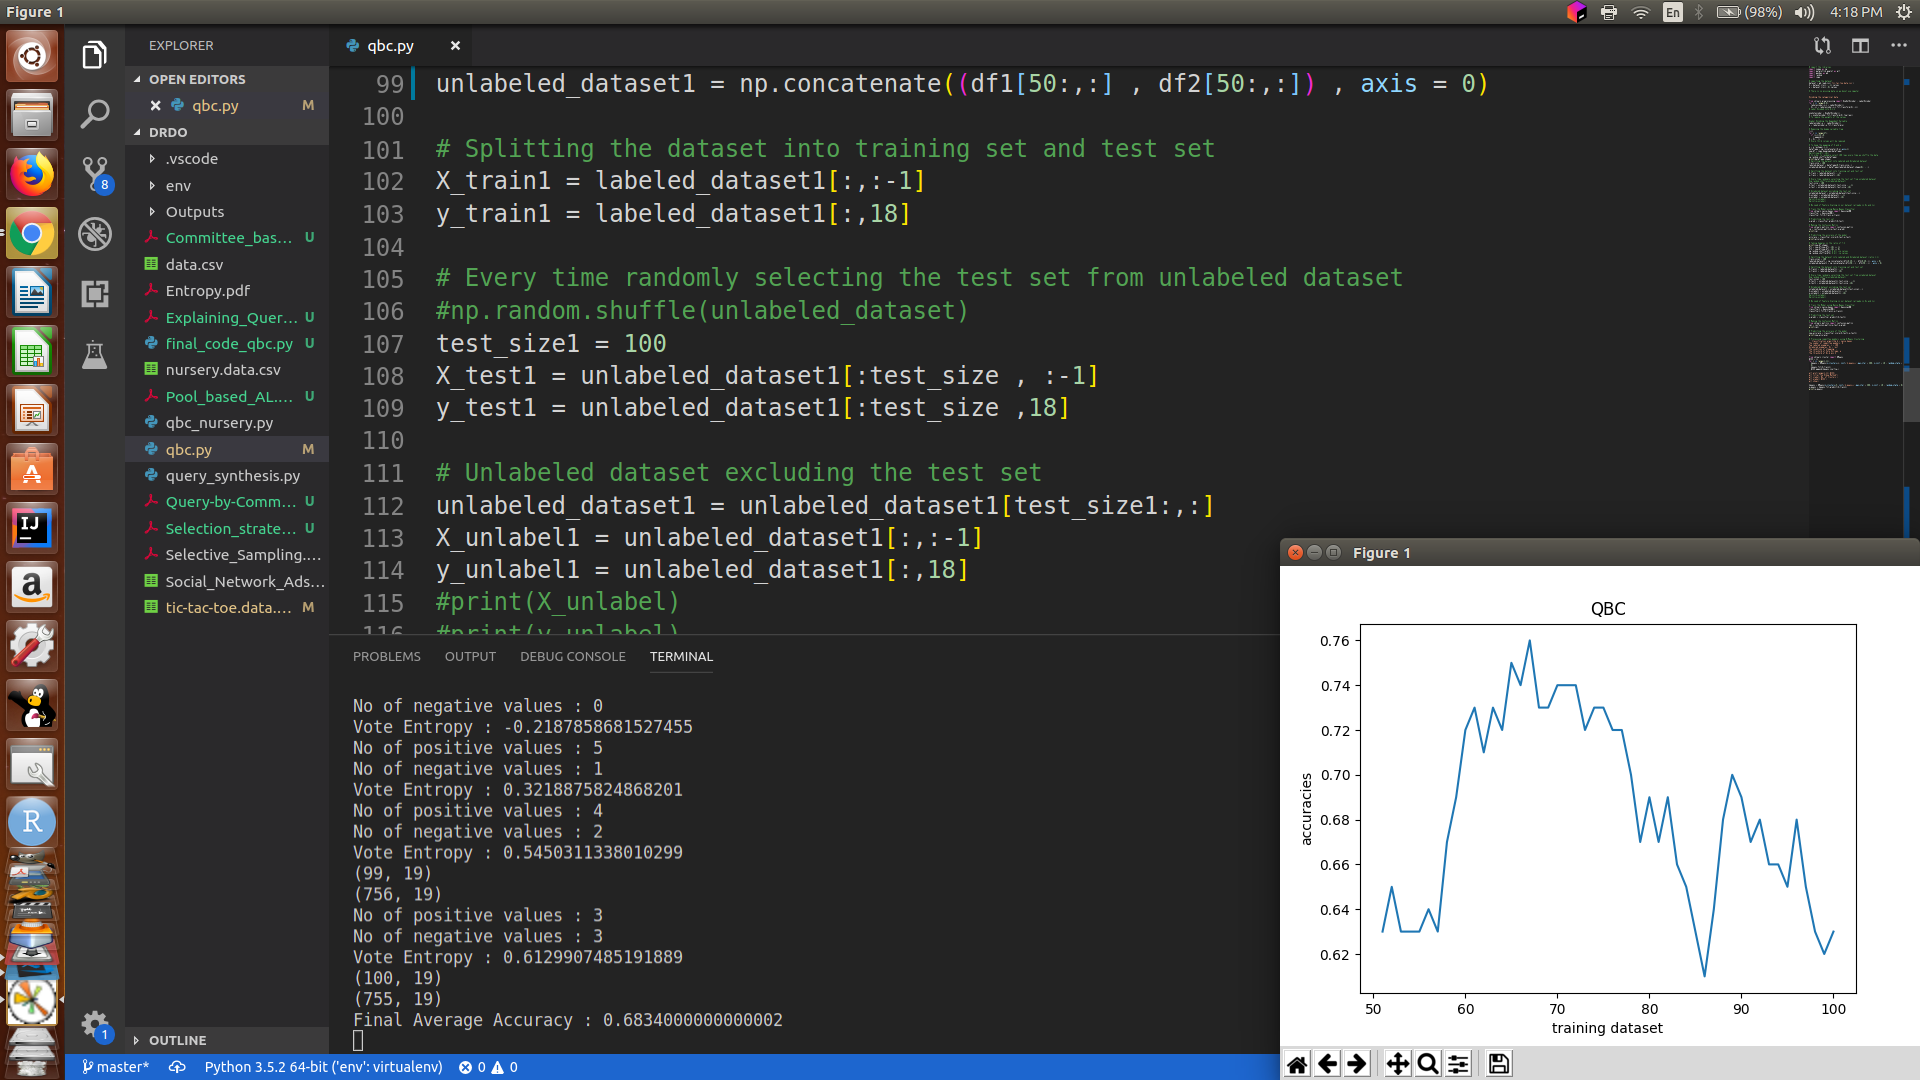 Figure 1
En
(98%)
4:18 PM
EXPLORER
OPEN EDITORS
qbc.py M
DRDO
.vscode
env
Outputs
Committee_bas... U
data.csv
Entropy.pdf
Explaining_Quer... U
final_code_qbc.py U
nursery.data.csv
Pool_based_AL.... U
qbc_nursery.py
qbc.py M
query_synthesis.py
Query-by-Comm... U
Selection_strate... U
Selective_Sampling....
Social_Network_Ads...
tic-tac-toe.data.... M
OUTLINE
8
1
IJ
a
R
qbc.py
99 unlabeled_dataset1 = np.concatenate((df1[50:,:] , df2[50:,:]) , axis = 0)
100
101 # Splitting the dataset into training set and test set
102 X_train1 = labeled_dataset1[:,:-1]
103 y_train1 = labeled_dataset1[:,18]
104
105 # Every time randomly selecting the test set from unlabeled dataset
106 #np.random.shuffle(unlabeled_dataset)
107 test_size1 = 100
108 X_test1 = unlabeled_dataset1[:test_size , :-1]
109 y_test1 = unlabeled_dataset1[:test_size ,18]
110
111 # Unlabeled dataset excluding the test set
112 unlabeled_dataset1 = unlabeled_dataset1[test_size1:,:]
113 X_unlabel1 = unlabeled_dataset1[:,:-1]
114 y_unlabel1 = unlabeled_dataset1[:,18]
115 #print(X_unlabel)
116 #print(y_unlabel)
PROBLEMS OUTPUT DEBUG CONSOLE TERMINAL
No of negative values : 0
Vote Entropy : -0.2187858681527455
No of positive values : 5
No of negative values : 1
Vote Entropy : 0.3218875824868201
No of positive values : 4
No of negative values : 2
Vote Entropy : 0.5450311338010299
(99, 19)
(756, 19)
No of positive values : 3
No of negative values : 3
Vote Entropy : 0.6129907485191889
(100, 19)
(755, 19)
Final Average Accuracy : 0.6834000000000002
master* Python 3.5.2 64-bit ('env': virtualenv) 0 0
Figure 1
QBC
accuracies
0.76
0.74
0.72
0.70
0.68
0.66
0.64
0.62
50 60 70 80 90 100
training dataset